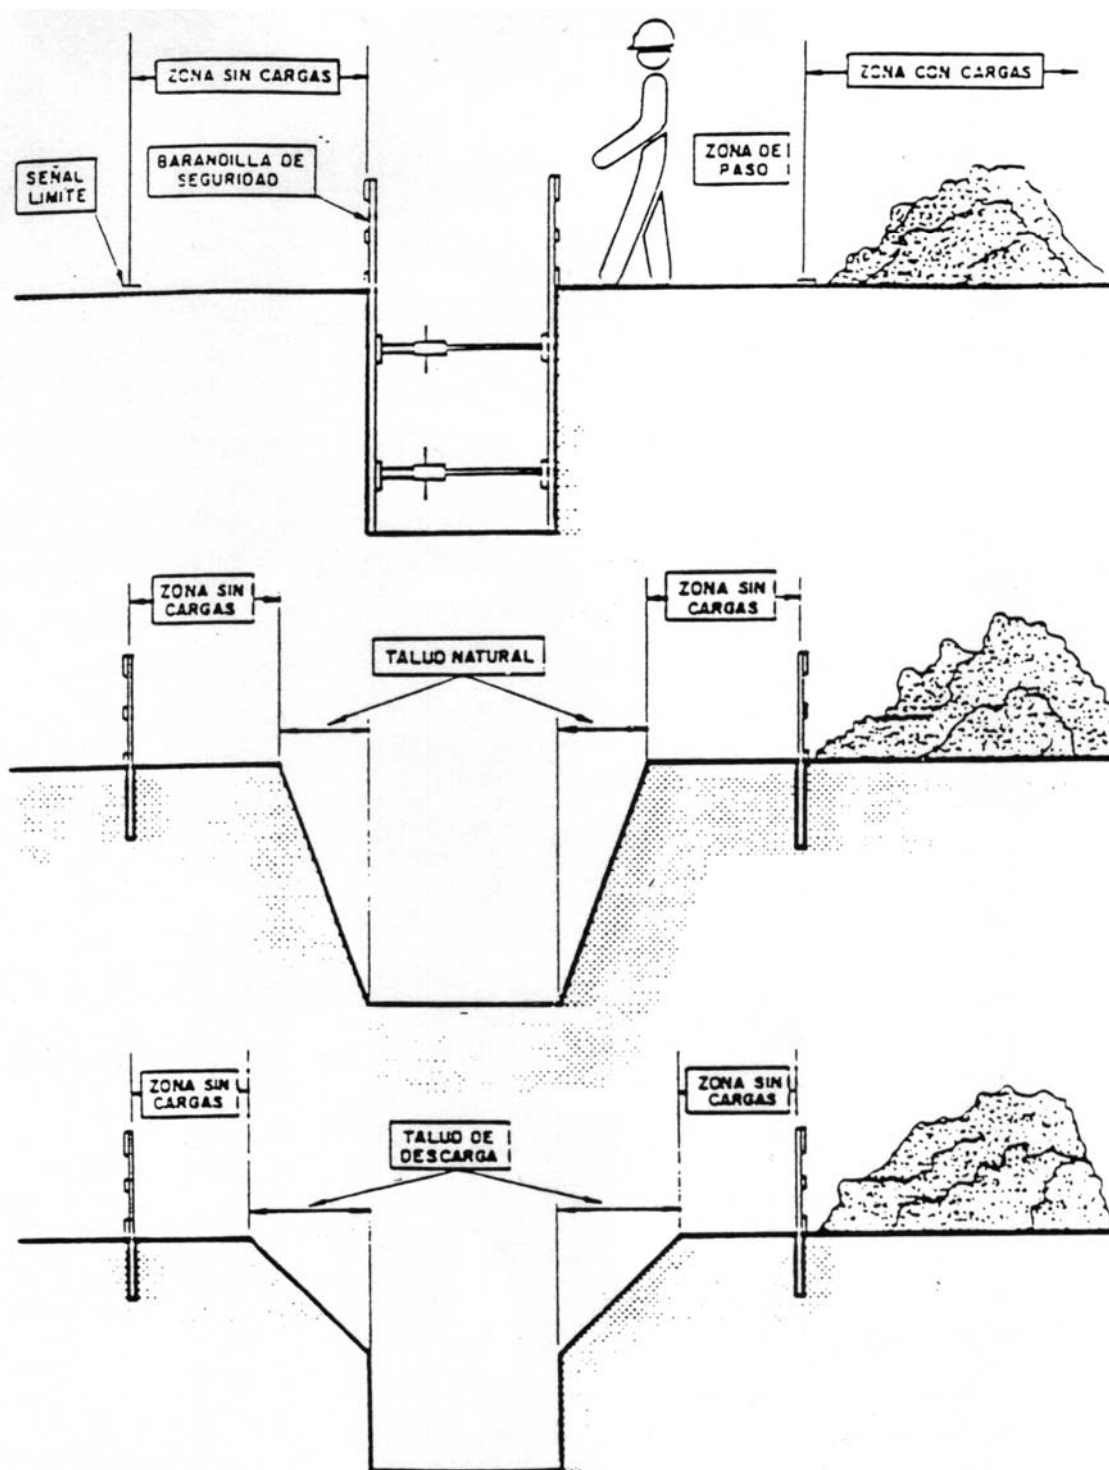 ZONA SIN CARGAS
ZONA CON CARGAS
BARANDILLA DE
SEGURIDAD
ZONA DE
PASO
SEÑAL
LIMITE
ZONA SIN
CARGAS
ZONA SIN
CARGAS
TALUD NATURAL
ZONA SIN
CARGAS
ZONA SIN
CARGAS
TALUD DE
DESCARGA